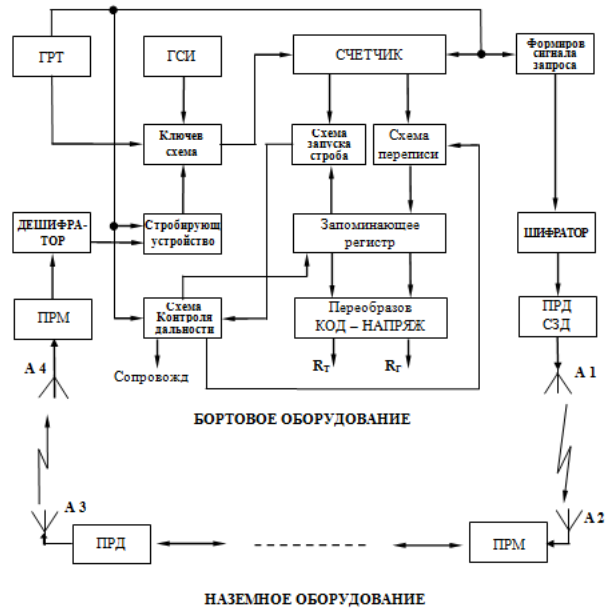 ГРТ
ГСИ
СЧЕТЧИК
Формиров
сигнала
запроса
Ключев
схема
Схема
запуска
строба
Схема
переписи
ДЕШИФРА-
ТОР
Стробирующ
устройство
Запоминающее
регистр
ШИФРАТОР
ПРМ
Схема
Контроля
дальности
Переобразов
КОД – НАПРЯЖ
ПРД
СЗД
А 4
Сопровожд
RТ
RГ
А 1
БОРТОВОЕ ОБОРУДОВАНИЕ
А 3
А 2
ПРД
ПРМ
НАЗЕМНОЕ ОБОРУДОВАНИЕ